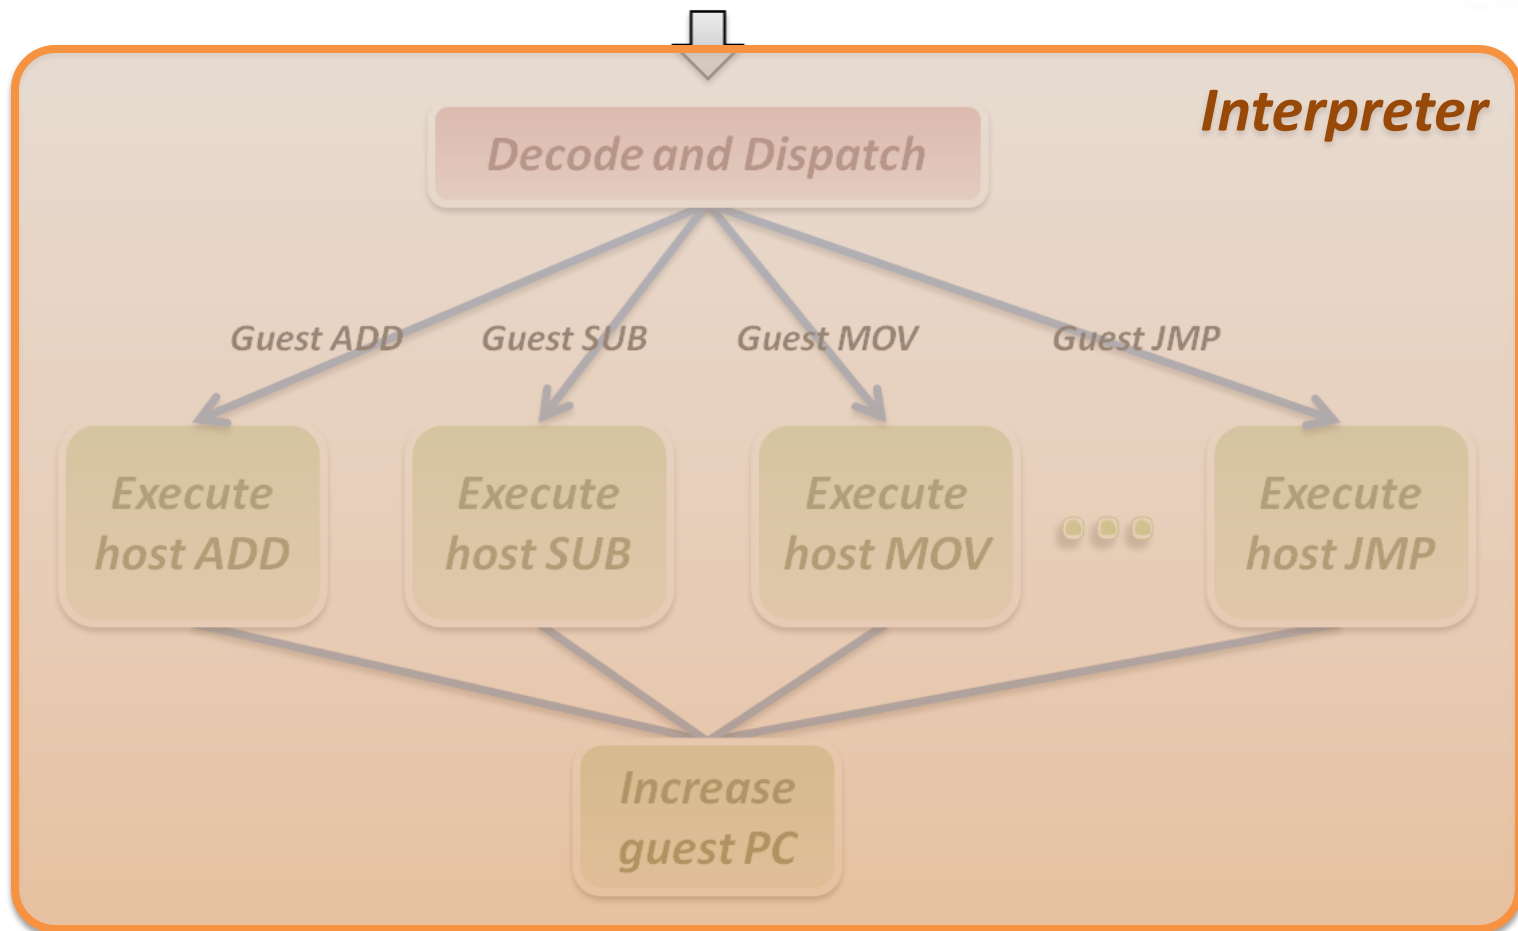 Interpreter
Decode and Dispatch
Guest ADD
Guest SUB
Guest MOV
Guest JMP
Execute
host ADD
Execute
host SUB
Execute
host MOV
Execute
host JMP
Increase
guest PC